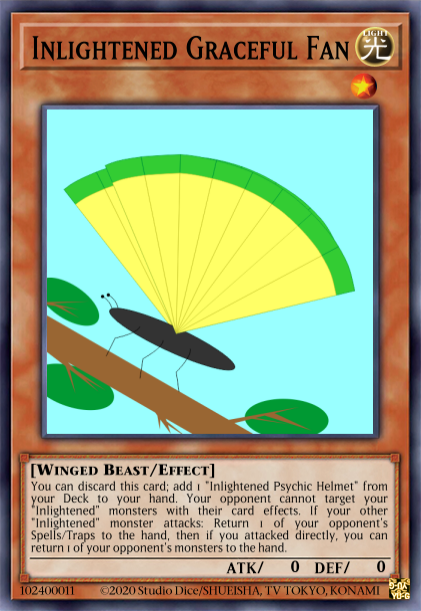 Inlightened Graceful Fan
LIGHT
光
[Winged Beast/Effect]
You can discard this card; add 1 "Inlightened Psychic Helmet" from
your Deck to your hand. Your opponent cannot target your
"Inlightened" monsters with their card effects. If your other
"Inlightened" monster attacks: Return 1 of your opponent's
Spells/Traps to the hand, then if you attacked directly, you can
return 1 of your opponent's monsters to the hand.
ATK/ 0 DEF/ 0
102400011 ©2020 Studio Dice/SHUEISHA, TV TOKYO, KONAMI